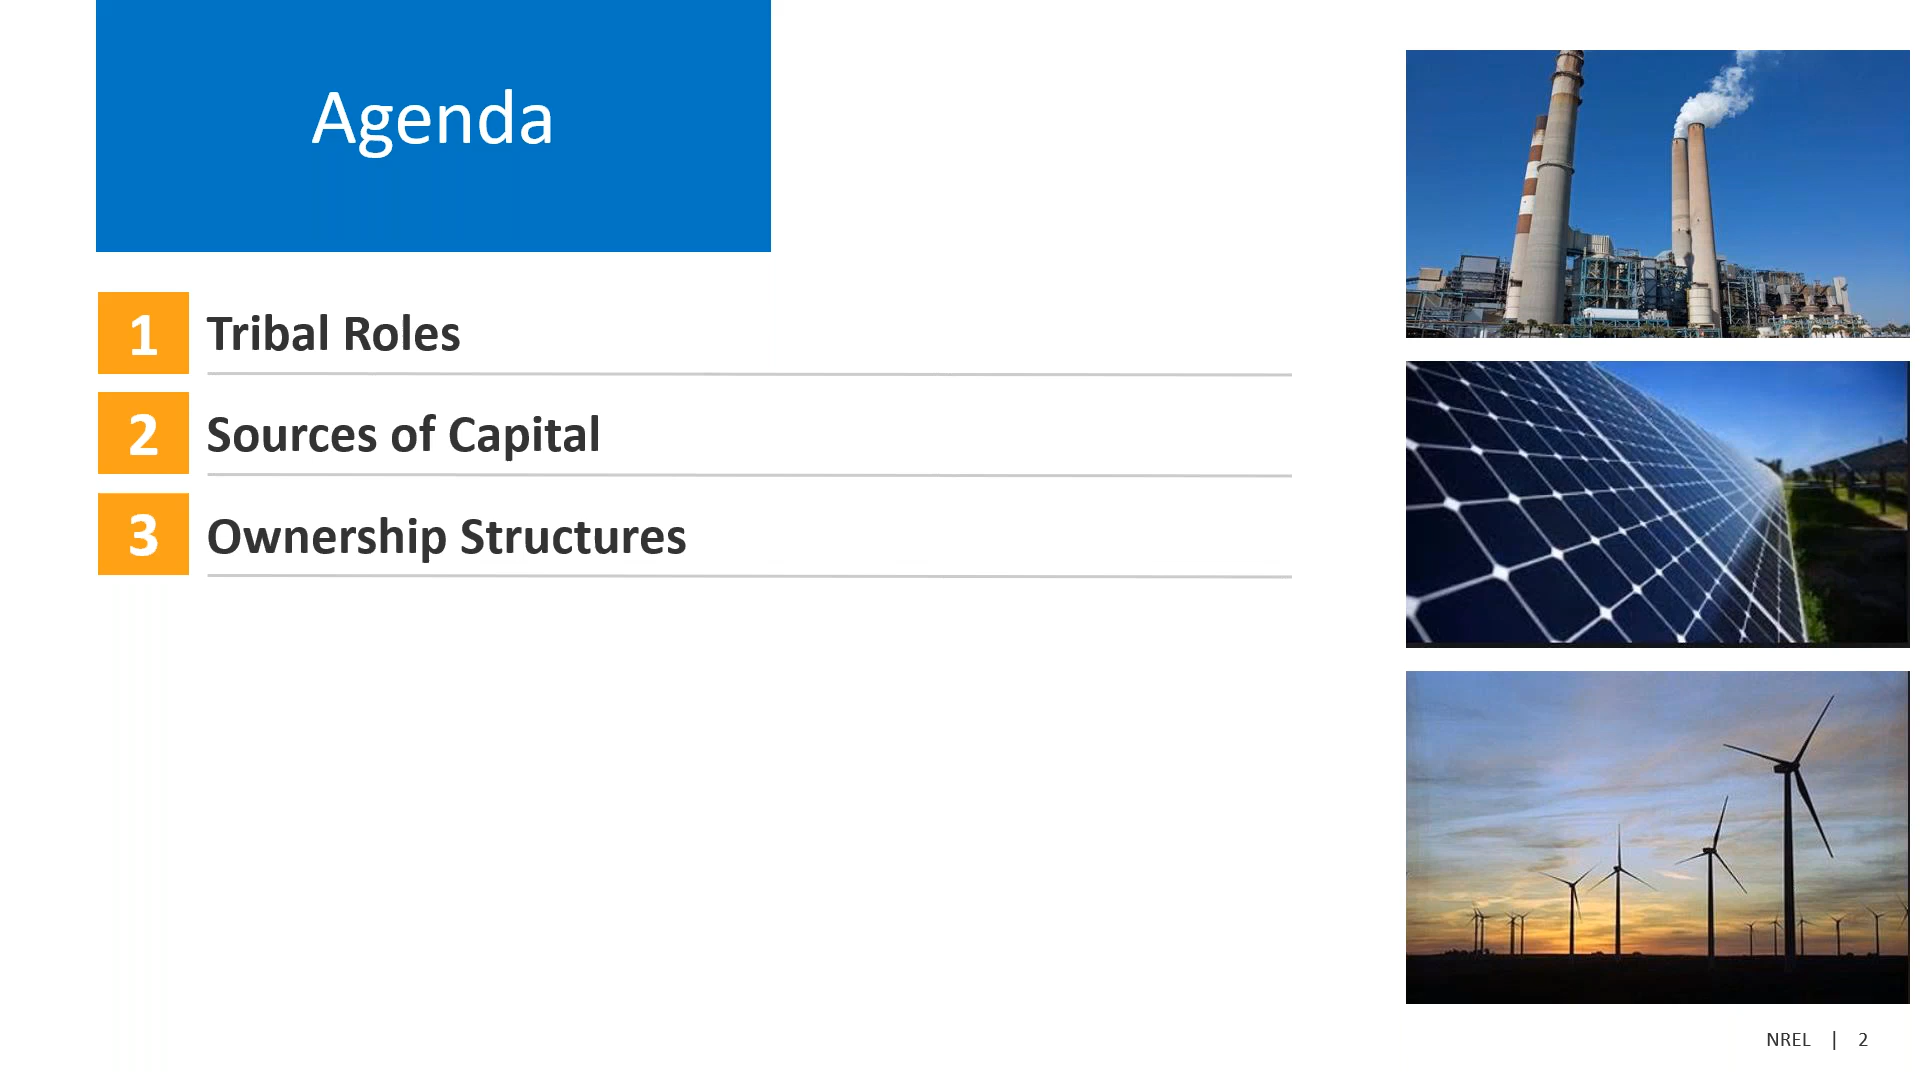 Agenda
1 Tribal Roles
2 Sources of Capital
3 Ownership Structures
NREL | 2